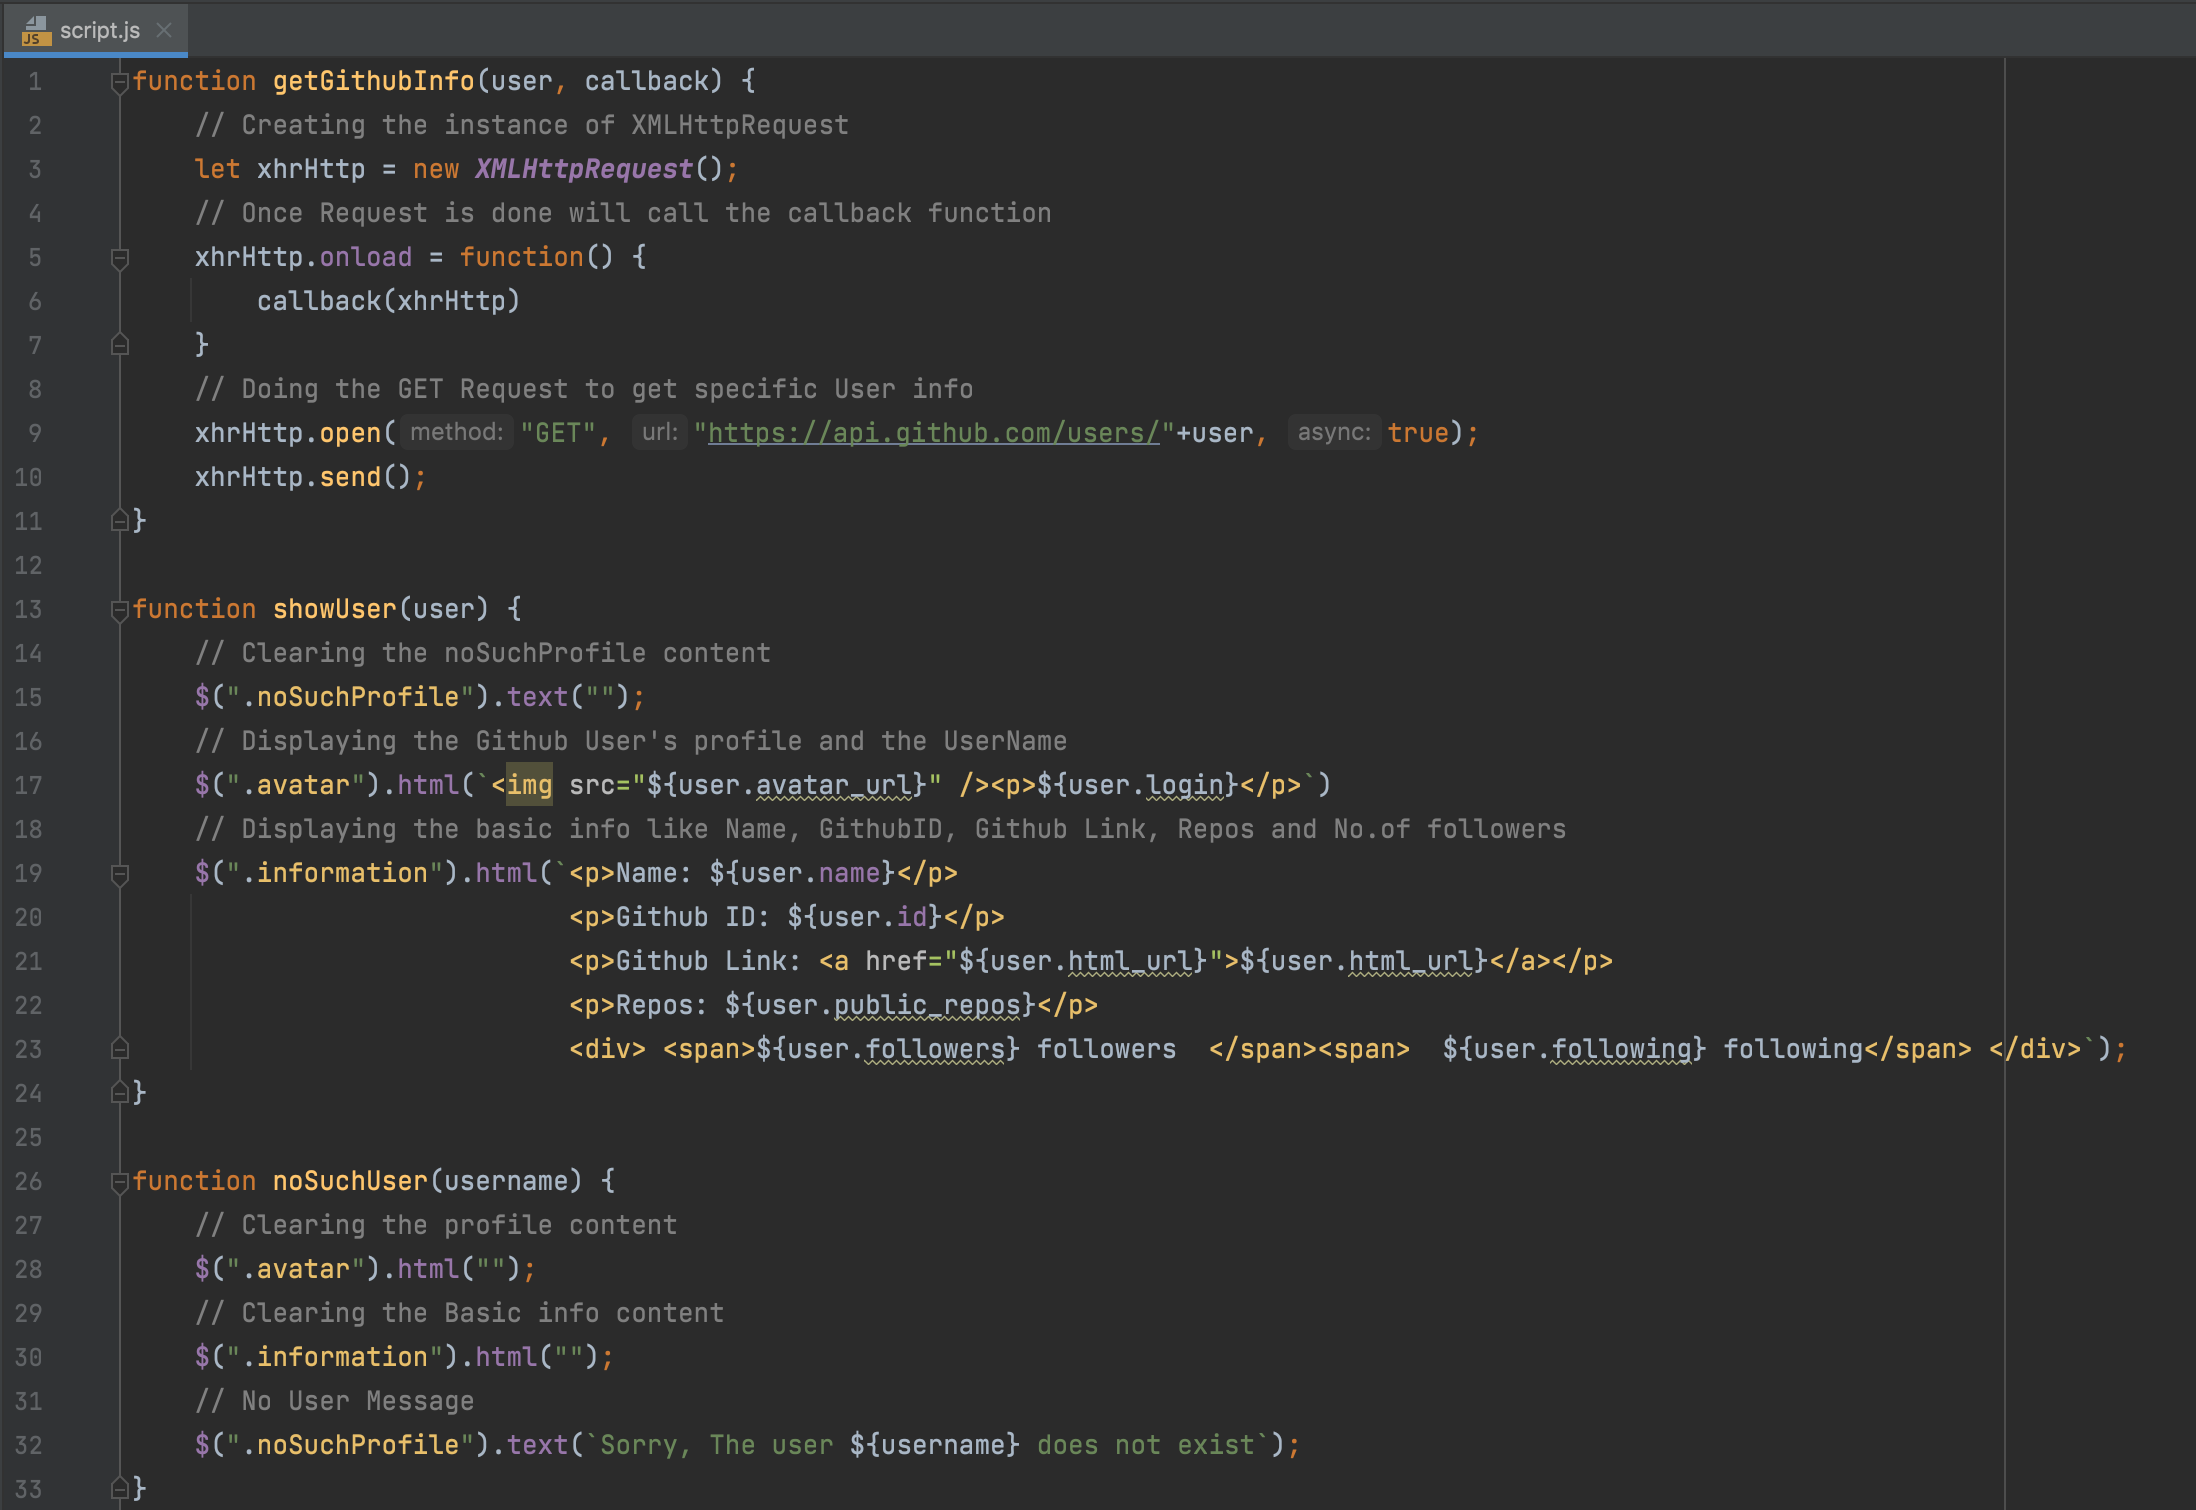 script.js
1 function getGithubInfo(user, callback) {
2 // Creating the instance of XMLHttpRequest
3 let xhrHttp = new XMLHttpRequest();
4 // Once Request is done will call the callback function
5 xhrHttp.onload = function() {
6 callback(xhrHttp)
7 }
8 // Doing the GET Request to get specific User info
9 xhrHttp.open( method: "GET", url: "https://api.github.com/users/"+user, async: true);
10 xhrHttp.send();
11 }
12
13 function showUser(user) {
14 // Clearing the noSuchProfile content
15 $(".noSuchProfile").text("");
16 // Displaying the Github User's profile and the UserName
17 $(".avatar").html(`<img src="${user.avatar_url}" /><p>${user.login}</p>`)
18 // Displaying the basic info like Name, GithubID, Github Link, Repos and No.of followers
19 $(".information").html(`<p>Name: ${user.name}</p>
20 <p>Github ID: ${user.id}</p>
21 <p>Github Link: <a href="${user.html_url}">${user.html_url}</a></p>
22 <p>Repos: ${user.public_repos}</p>
23 <div> <span>${user.followers} followers  </span><span>  ${user.following} following</span> </div>`);
24 }
25
26 function noSuchUser(username) {
27 // Clearing the profile content
28 $(".avatar").html("");
29 // Clearing the Basic info content
30 $(".information").html("");
31 // No User Message
32 $(".noSuchProfile").text(`Sorry, The user ${username} does not exist`);
33 }